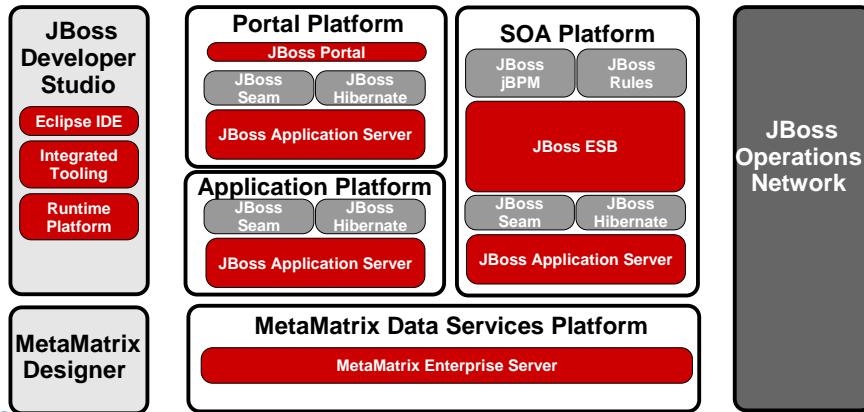 JBoss
Developer
Studio
Eclipse IDE
Integrated
Tooling
Runtime
Platform
MetaMatrix
Designer
Portal Platform
JBoss Portal
JBoss
Seam
JBoss
Hibernate
JBoss Application Server
Application Platform
JBoss
Seam
JBoss
Hibernate
JBoss Application Server
SOA Platform
JBoss
jBPM
JBoss
Rules
JBoss ESB
JBoss
Seam
JBoss
Hibernate
JBoss Application Server
MetaMatrix Data Services Platform
MetaMatrix Enterprise Server
JBoss
Operations
Network